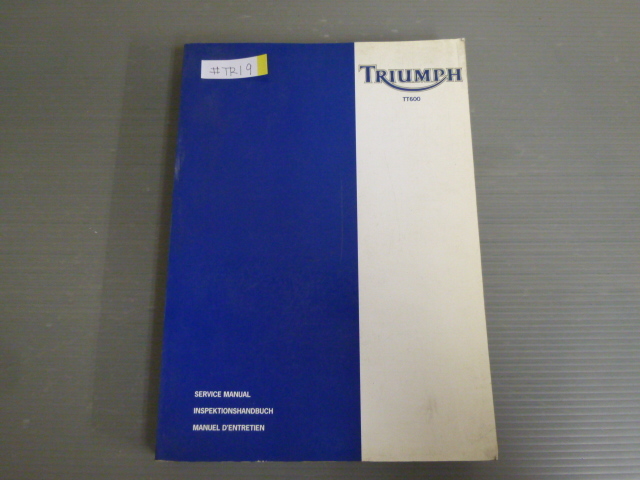 #TR19
TRIUMPH
TT600
SERVICE MANUAL
INSPEKTIONSHANDBUCH
MANUEL D'ENTRETIEN